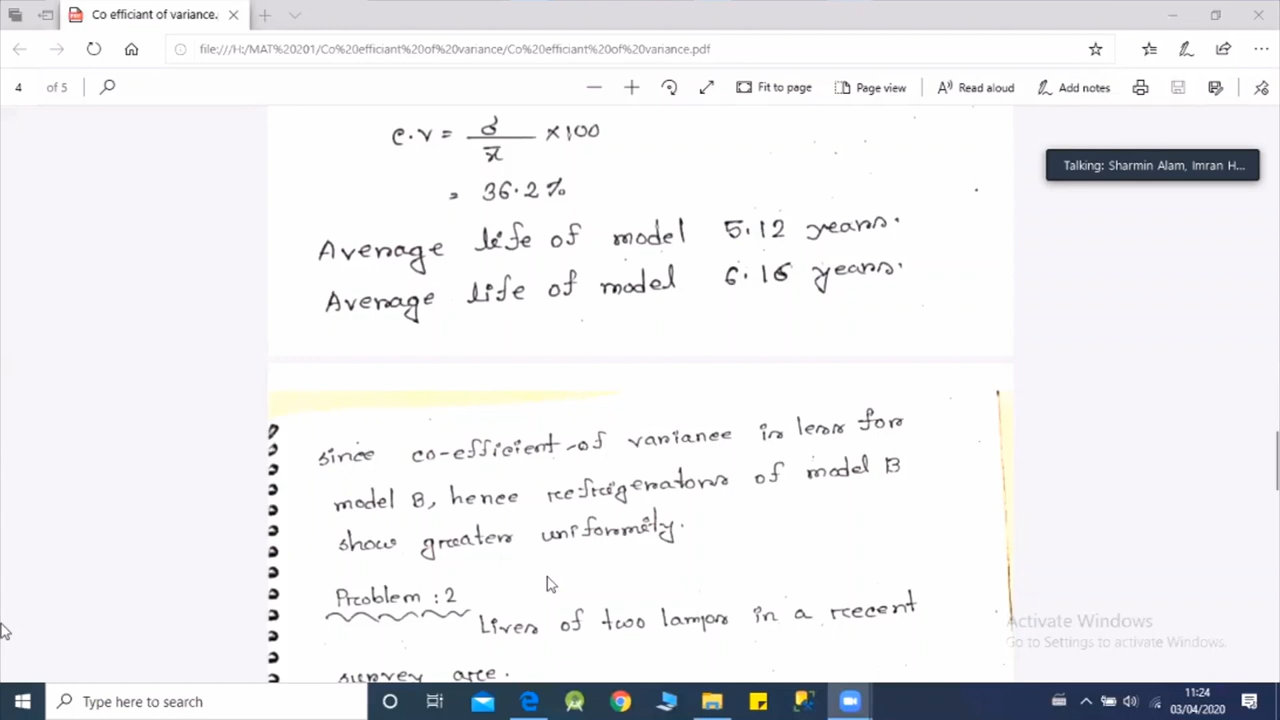 Co efficiant of variance.
file:///H:/MAT%20201/Co%20efficiant%20of%20variance/Co%20efficiant%20of%20variance.pdf
4 of 5 Fit to page Page view Read aloud Add notes
Talking: Sharmin Alam, Imran H...
C.V = σ/x̄ ×100
= 36.2%
Average life of model 5.12 years.
Average life of model 6.16 years.
since co-efficient of variance is less for
model B, hence refrigerators of model B
show greater uniformity.
Problem : 2
Lives of two lamps in a recent
survey are.
Activate Windows
Go to Settings to activate Windows.
Type here to search
11:24
03/04/2020